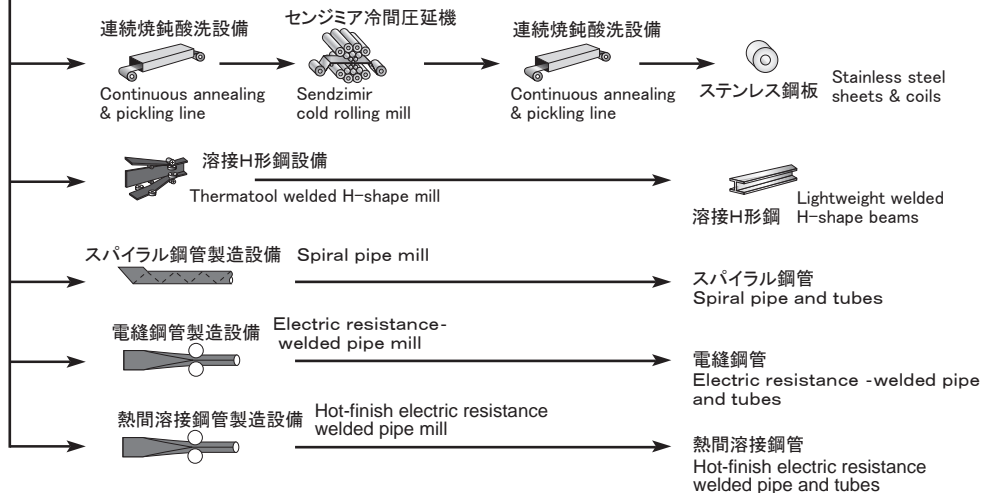 連続焼鈍酸洗設備
Continuous annealing
& pickling line
センジミア冷間圧延機
Sendzimir
cold rolling mill
連続焼鈍酸洗設備
Continuous annealing
& pickling line
ステンレス鋼板
Stainless steel
sheets & coils
溶接H形鋼設備
Thermatool welded H-shape mill
溶接H形鋼
Lightweight welded
H-shape beams
スパイラル鋼管製造設備 Spiral pipe mill
スパイラル鋼管
Spiral pipe and tubes
電縫鋼管製造設備
Electric resistance-
welded pipe mill
電縫鋼管
Electric resistance -welded pipe
and tubes
熱間溶接鋼管製造設備
Hot-finish electric resistance
welded pipe mill
熱間溶接鋼管
Hot-finish electric resistance
welded pipe and tubes